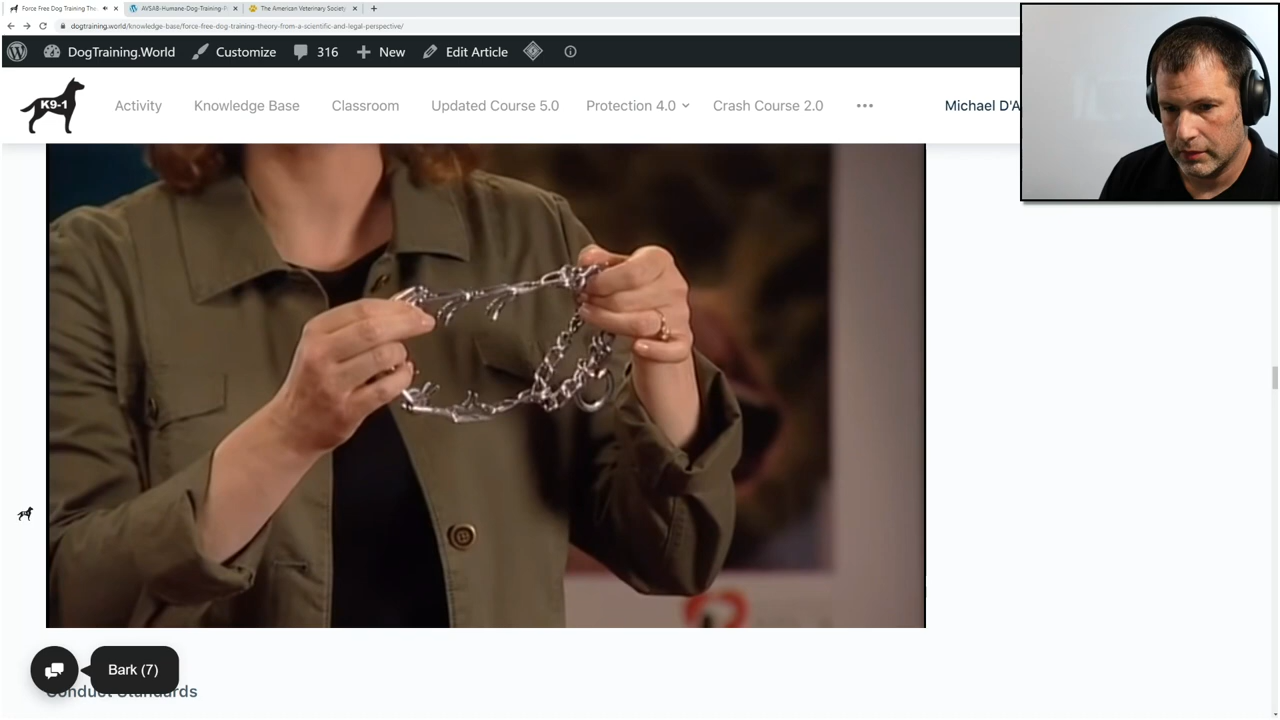 Force Free Dog Training The
AVSAB-Humane-Dog-Training-P
The American Veterinary Society
dogtraining.world/knowledge-base/force-free-dog-training-theory-from-a-scientific-and-legal-perspective/
DogTraining.World
Customize
316
New
Edit Article
K9-1
Activity
Knowledge Base
Classroom
Updated Course 5.0
Protection 4.0
Crash Course 2.0
Michael D'A
Bark (7)
Conduct Standards